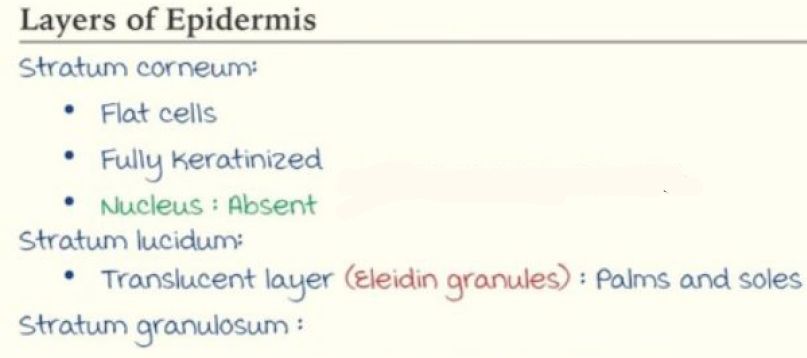 Layers of Epidermis
Stratum corneum:
• Flat cells
• Fully Keratinized
• Nucleus : Absent
Stratum lucidum:
• Translucent layer (Eleidin granules) : Palms and soles
Stratum granulosum :